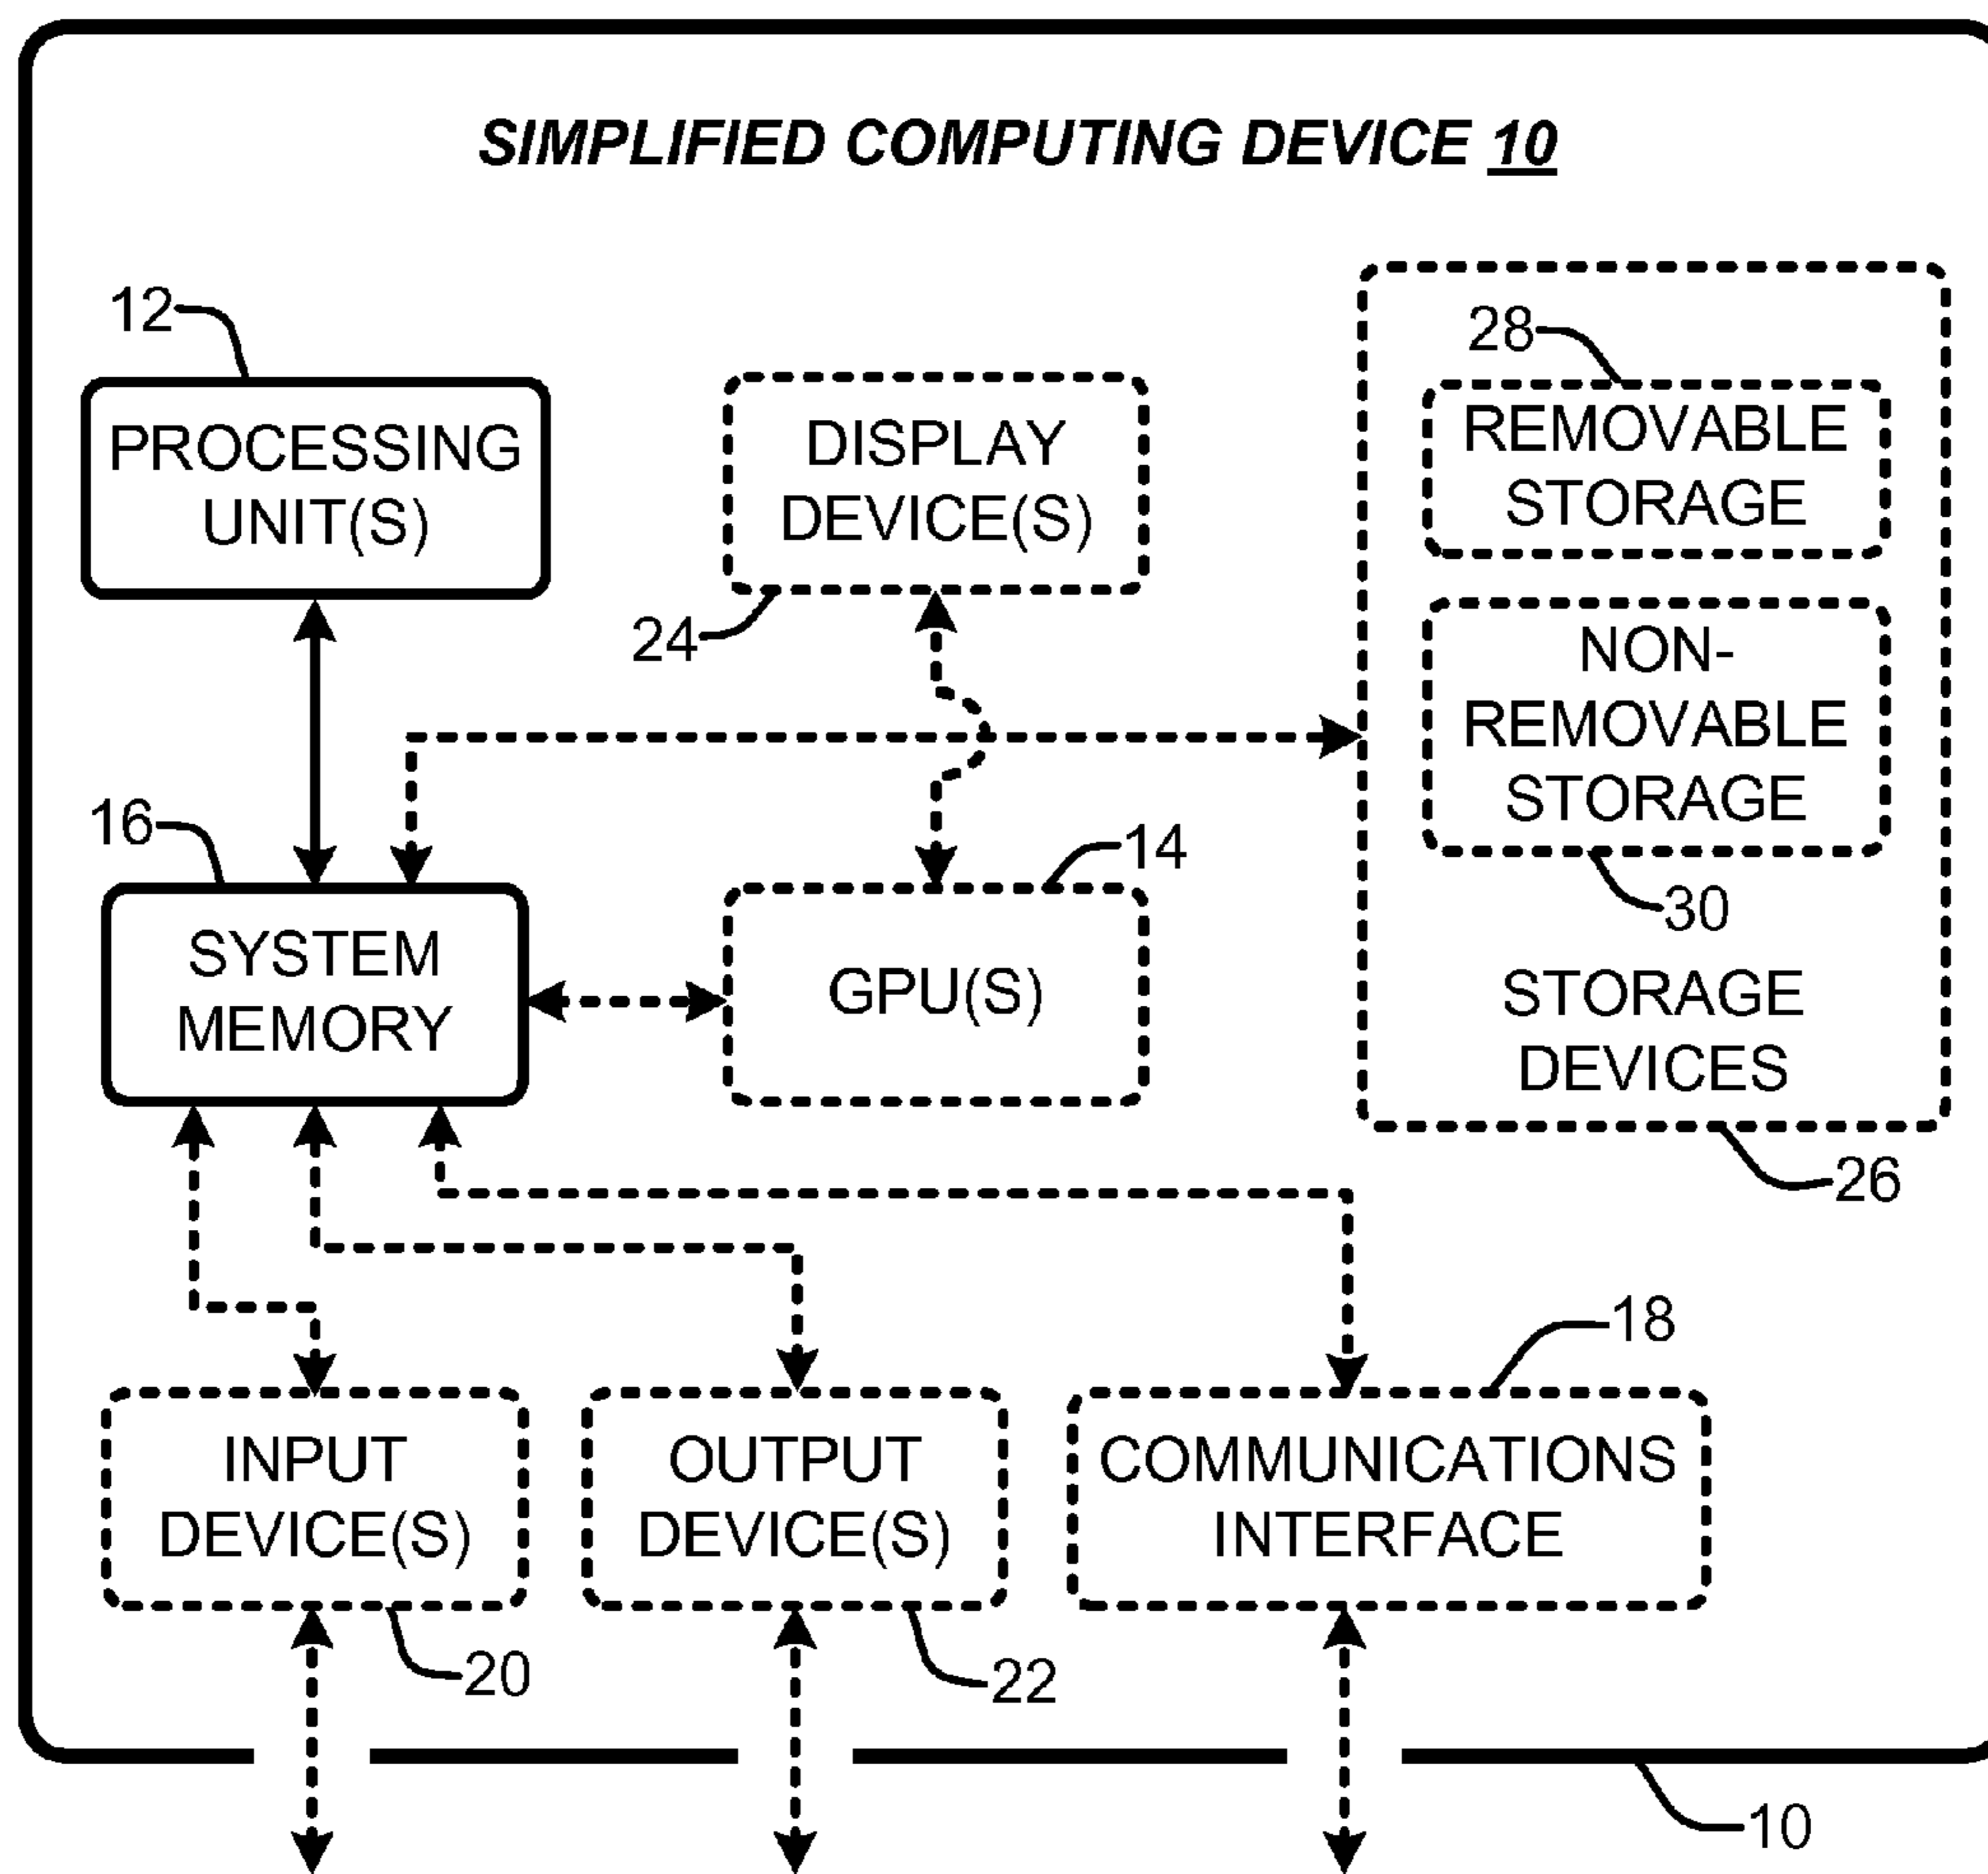 SIMPLIFIED COMPUTING DEVICE 10
12
PROCESSING
UNIT(S)
DISPLAY
DEVICE(S)
24
28
REMOVABLE
STORAGE
NON-
REMOVABLE
STORAGE
30
STORAGE
DEVICES
26
16
SYSTEM
MEMORY
14
GPU(S)
INPUT
DEVICE(S)
20
OUTPUT
DEVICE(S)
22
18
COMMUNICATIONS
INTERFACE
10